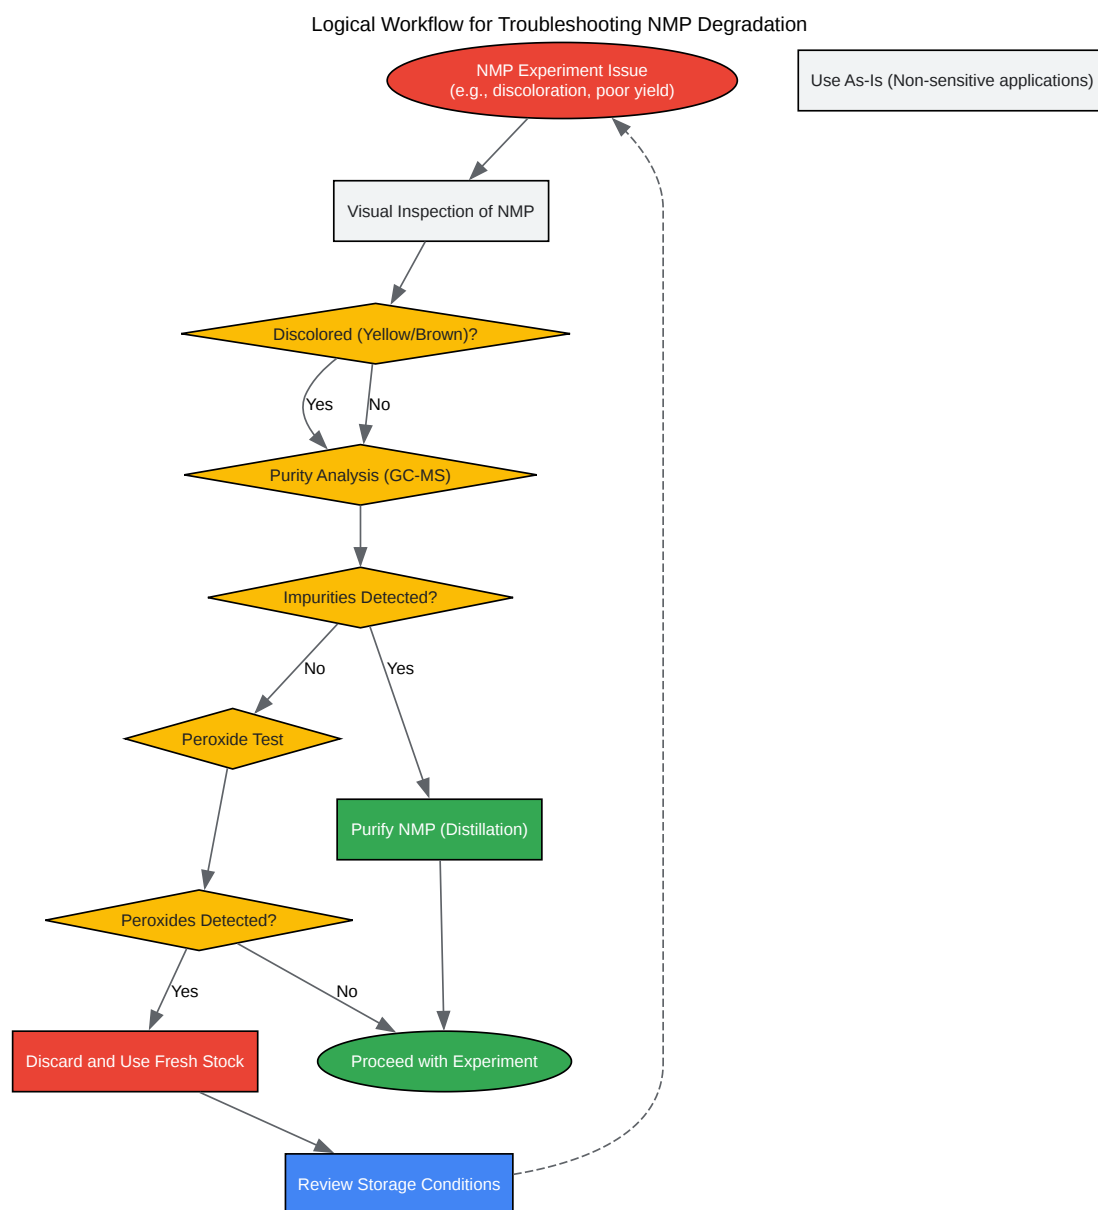 Logical Workflow for Troubleshooting NMP Degradation
NMP Experiment Issue
(e.g., discoloration, poor yield)
Use As-Is (Non-sensitive applications)
Visual Inspection of NMP
Discolored (Yellow/Brown)?
Yes
No
Purity Analysis (GC-MS)
Impurities Detected?
No
Yes
Peroxide Test
Purify NMP (Distillation)
Peroxides Detected?
Yes
No
Discard and Use Fresh Stock
Proceed with Experiment
Review Storage Conditions